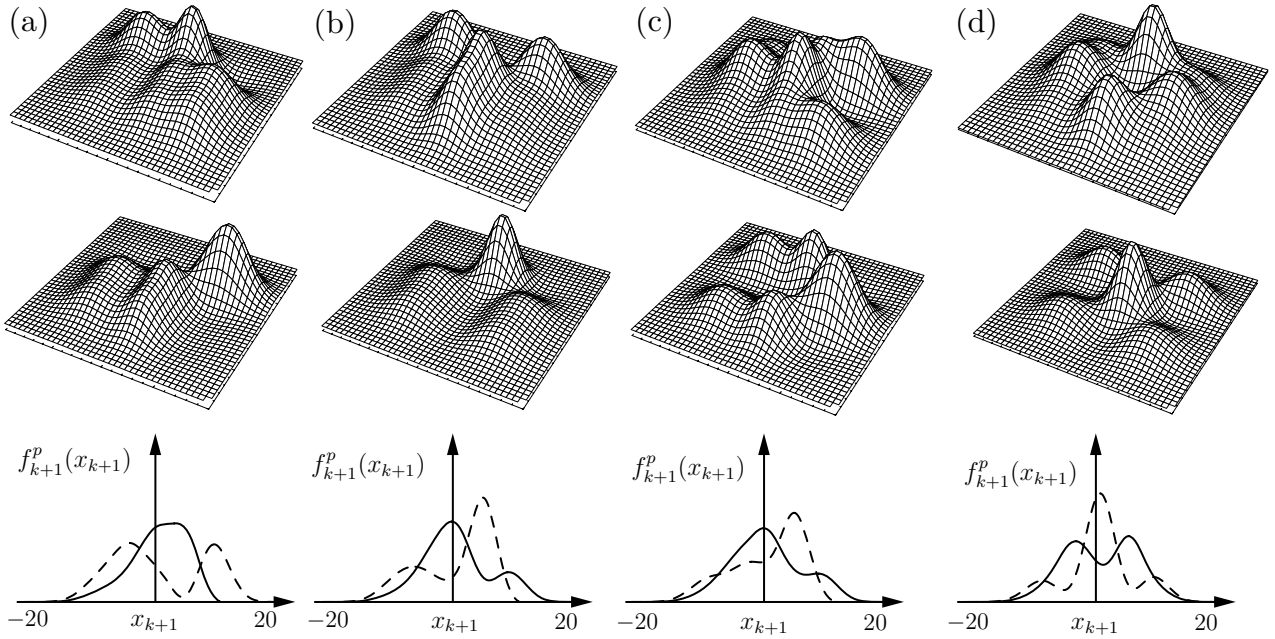 (a) (b) (c) (d)
f^p_{k+1}(x_{k+1}) f^p_{k+1}(x_{k+1}) f^p_{k+1}(x_{k+1}) f^p_{k+1}(x_{k+1})
−20 x_{k+1} 20 −20 x_{k+1} 20 −20 x_{k+1} 20 −20 x_{k+1} 20